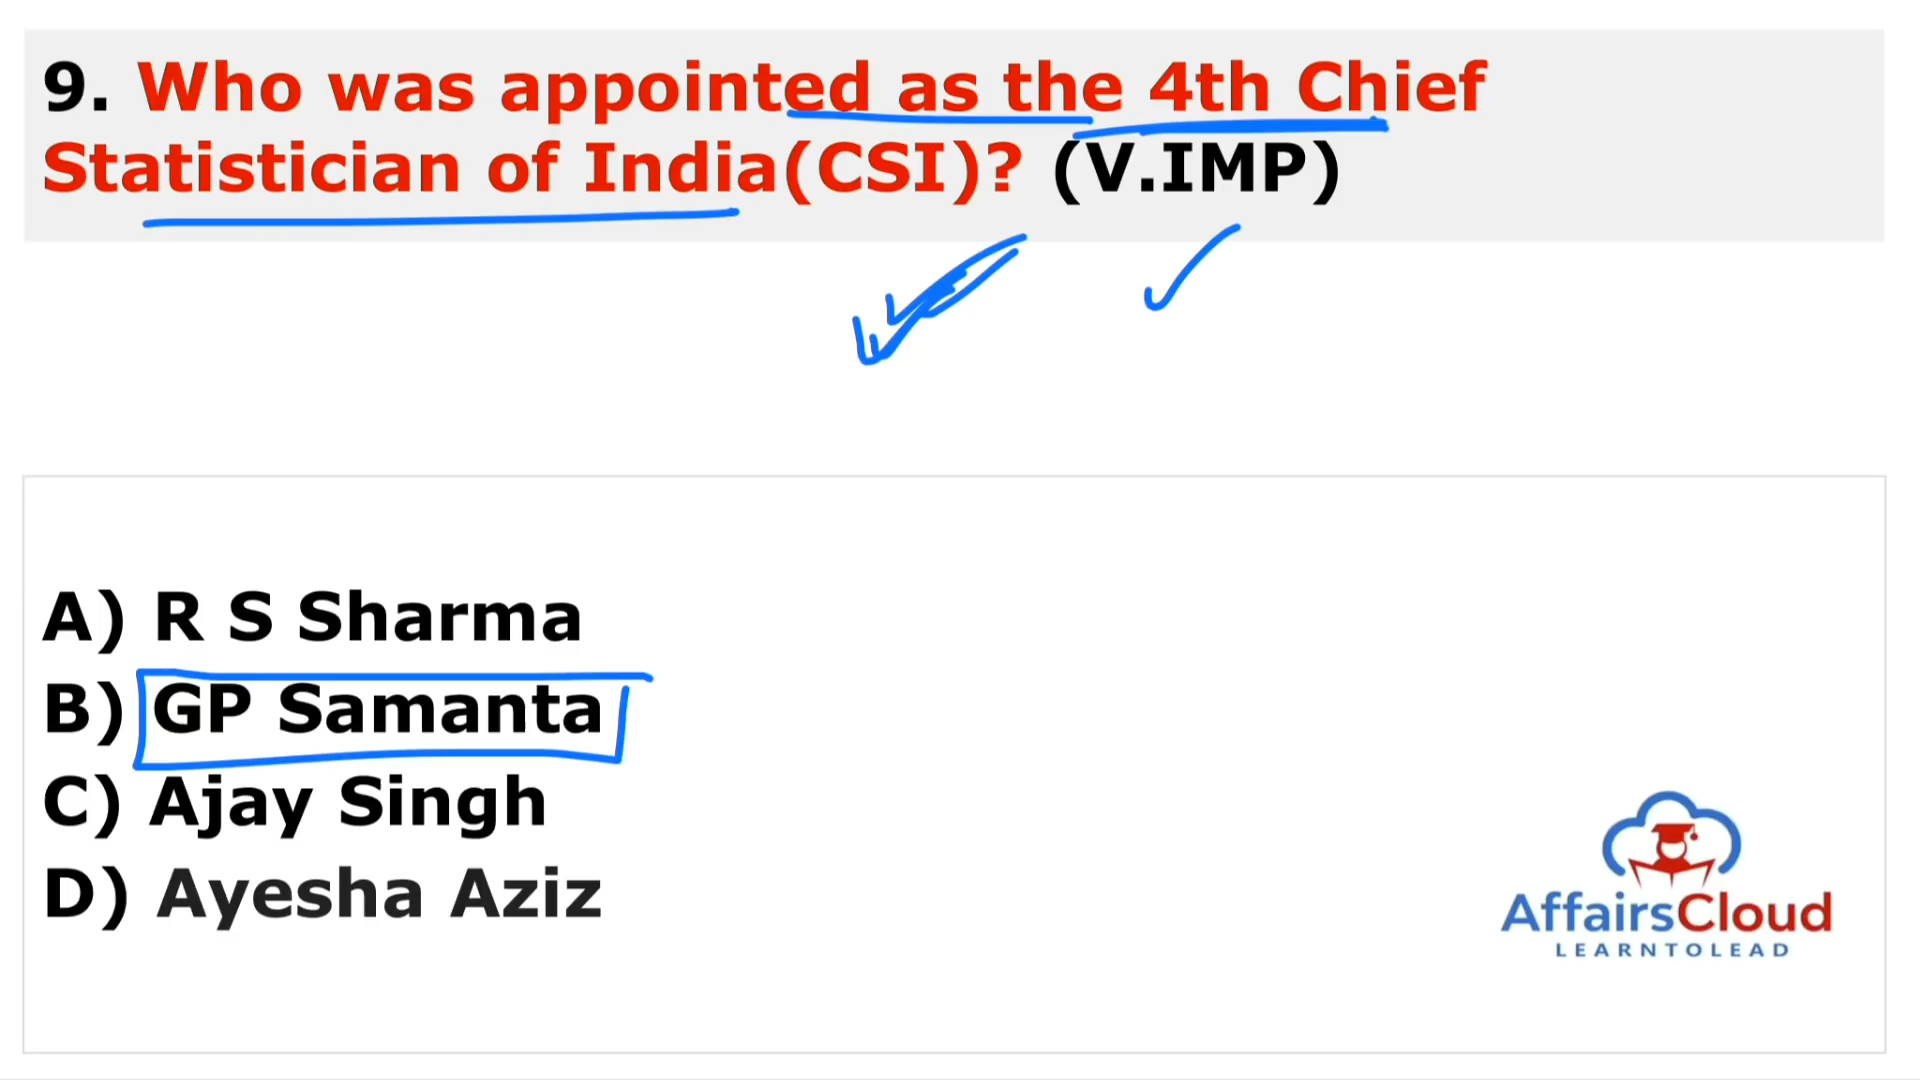 9. Who was appointed as the 4th Chief
Statistician of India(CSI)? (V.IMP)
A) R S Sharma
B) GP Samanta
C) Ajay Singh
D) Ayesha Aziz
AffairsCloud
LEARNTOLEAD